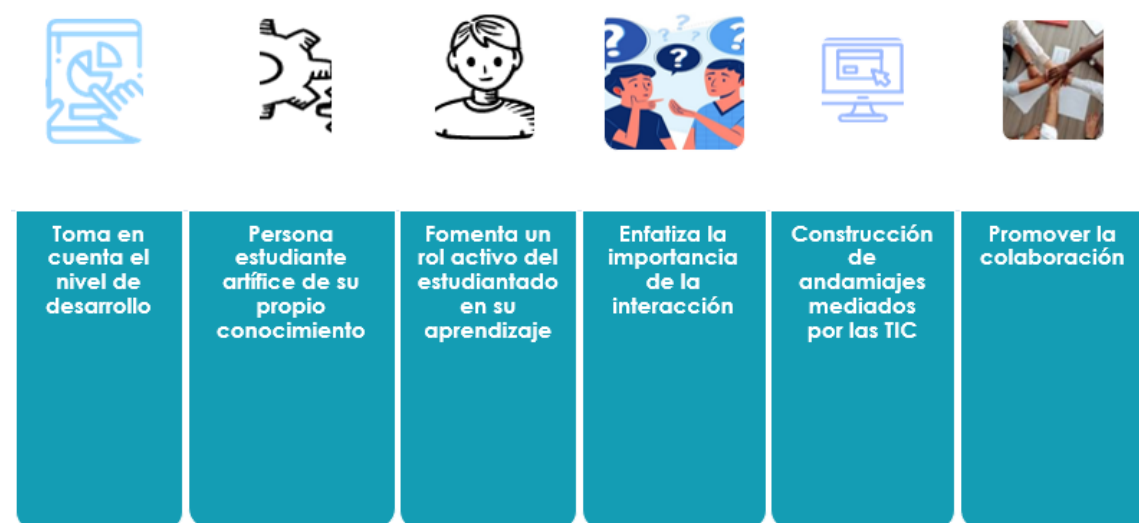 Toma en
cuenta el
nivel de
desarrollo
Persona
estudiante
artífice de su
propio
conocimiento
Fomenta un
rol activo del
estudiantado
en su
aprendizaje
Enfatiza la
importancia
de la
interacción
Construcción
de
andamiajes
mediados
por las TIC
Promover la
colaboración